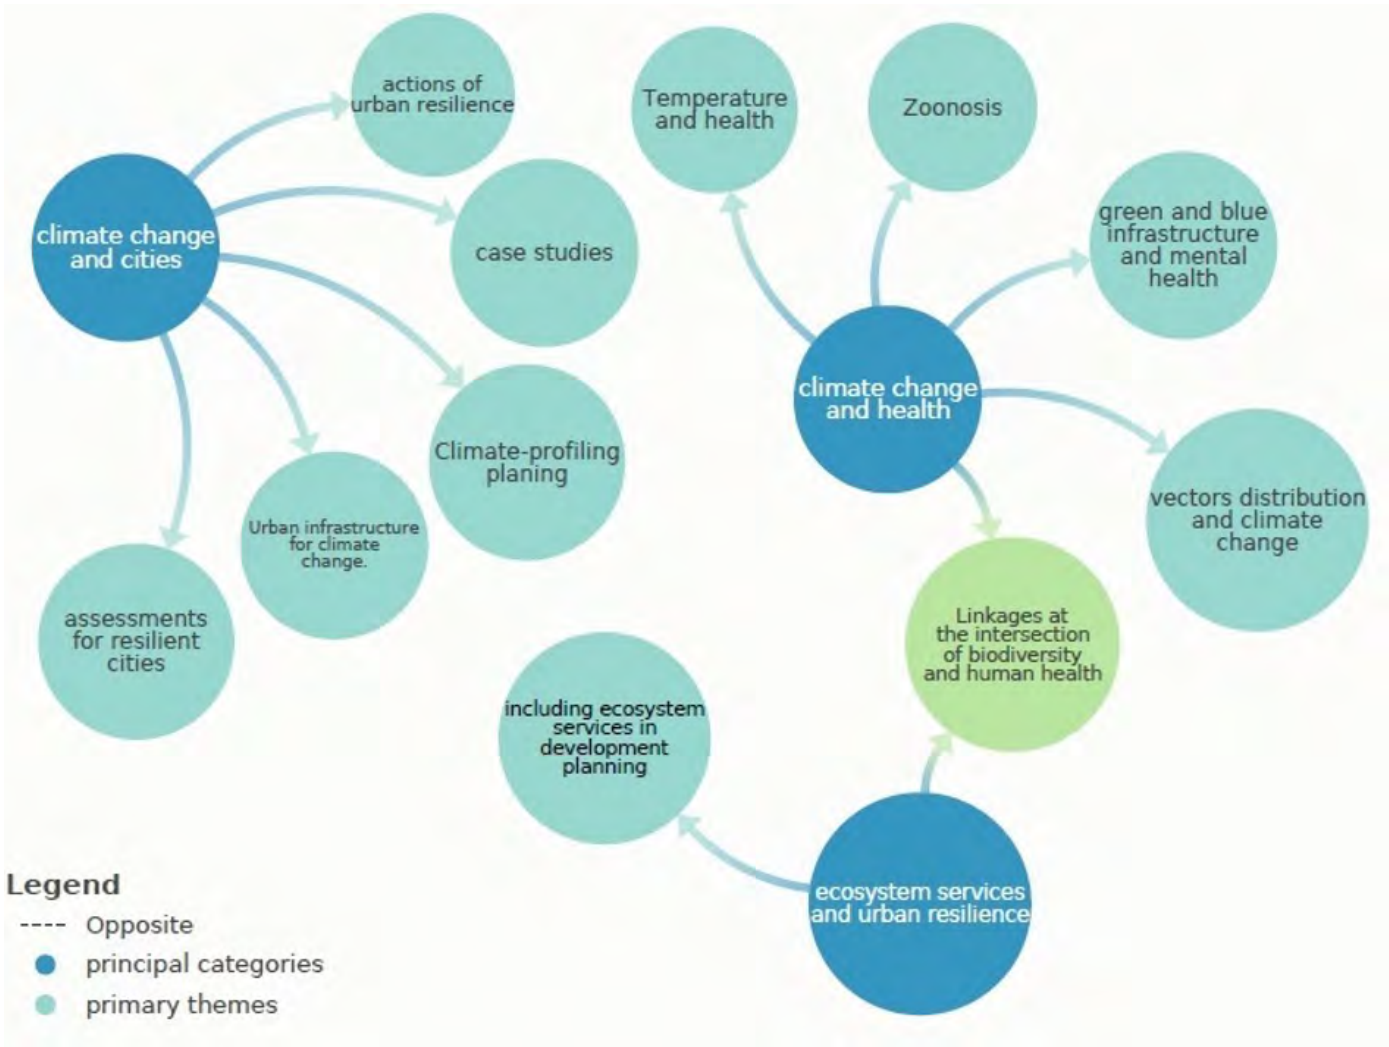 actions of
urban resilience
Temperature
and health
Zoonosis
climate change
and cities
case studies
green and blue
infrastructure
and mental
health
climate change
and health
Climate-profiling
planing
vectors distribution
and climate
change
Urban infrastructure
for climate
change.
assessments
for resilient
cities
Linkages at
the intersection
of biodiversity
and human health
including ecosystem
services in
development
planning
ecosystem services
and urban resilience
Legend
Opposite
principal categories
primary themes